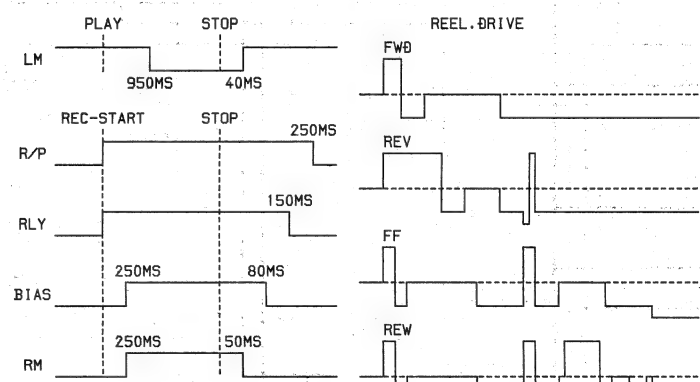 PLAY STOP
LM
950MS 40MS
REC-START STOP
R/P 250MS
RLY 150MS
BIAS 250MS 80MS
RM 250MS 50MS
REEL.DRIVE
FWD
REV
FF
REW